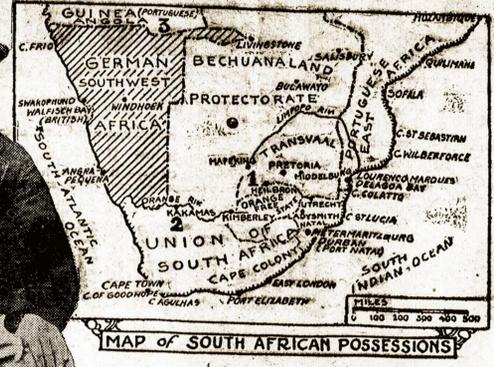 GUINEA (PORTUGUESE)
ANGOLA
3
MOZAMBIQUE
C. FRIO
LIVINGSTONE
SALISBURY
QUILIMANE
GERMAN
SOUTHWEST
AFRICA
BECHUANALAND
PROTECTORATE
BULAWAYO
PORTUGUESE
EAST AFRICA
SOFALA
SWAKOPMUND
WALFISCH BAY
(BRITISH)
WINDHOEK
LIMPOPO RIV.
C. ST SEBASTIAN
C. WILBERFORCE
TRANSVAAL
MAFEKING
PRETORIA
MIDDELBURG
1
ANGRA
PEQUENA
LOURENCO MARQUES
DELAGOA BAY
C. COLATTO
HEILBRON
ORANGE
FREE STATE
ORANGE RIV.
KAKAMAS
UTRECHT
KIMBERLEY
LADYSMITH
NATAL
C. ST LUCIA
2
SOUTH ATLANTIC
OCEAN
UNION
OF
SOUTH AFRICA
PIETERMARITZBURG
DURBAN
(PORT NATAL)
CAPE COLONY
SOUTH
INDIAN OCEAN
EAST LONDON
CAPE TOWN
C. OF GOOD HOPE
C. AGULHAS
PORT ELIZABETH
MILES
0 100 200 300 400 500
MAP OF SOUTH AFRICAN POSSESSIONS